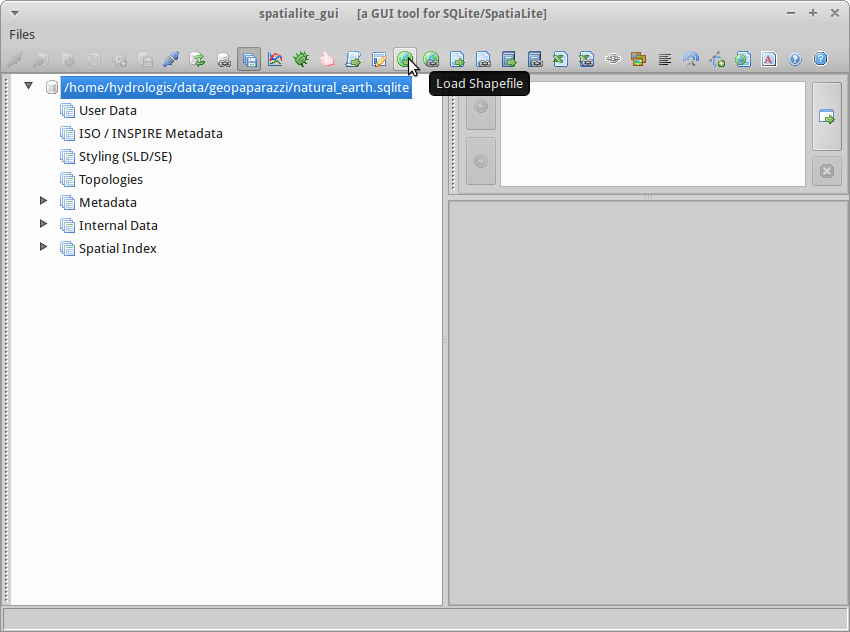 spatialite_gui [a GUI tool for SQLite/SpatiaLite]
Files
Load Shapefile
/home/hydrologis/data/geopaparazzi/natural_earth.sqlite
User Data
ISO / INSPIRE Metadata
Styling (SLD/SE)
Topologies
Metadata
Internal Data
Spatial Index